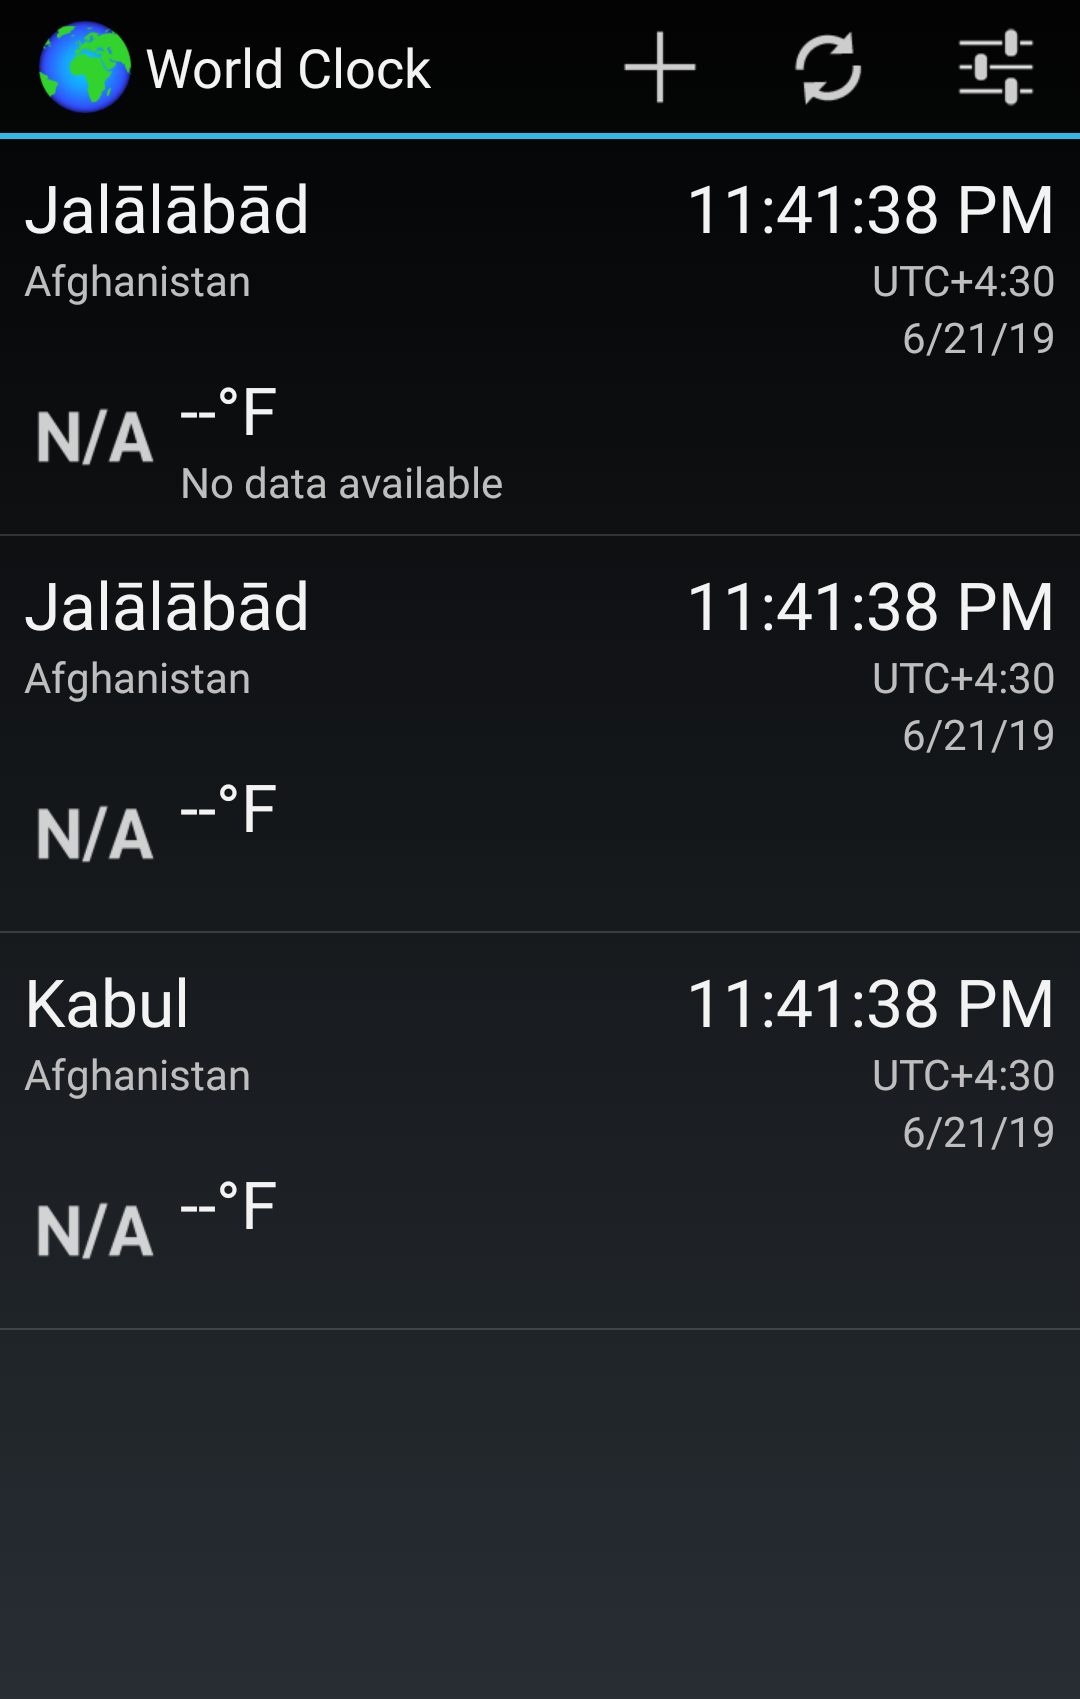 World Clock
Jalālābād 11:41:38 PM
Afghanistan UTC+4:30
6/21/19
--°F
N/A
No data available
Jalālābād 11:41:38 PM
Afghanistan UTC+4:30
6/21/19
--°F
N/A
Kabul 11:41:38 PM
Afghanistan UTC+4:30
6/21/19
--°F
N/A